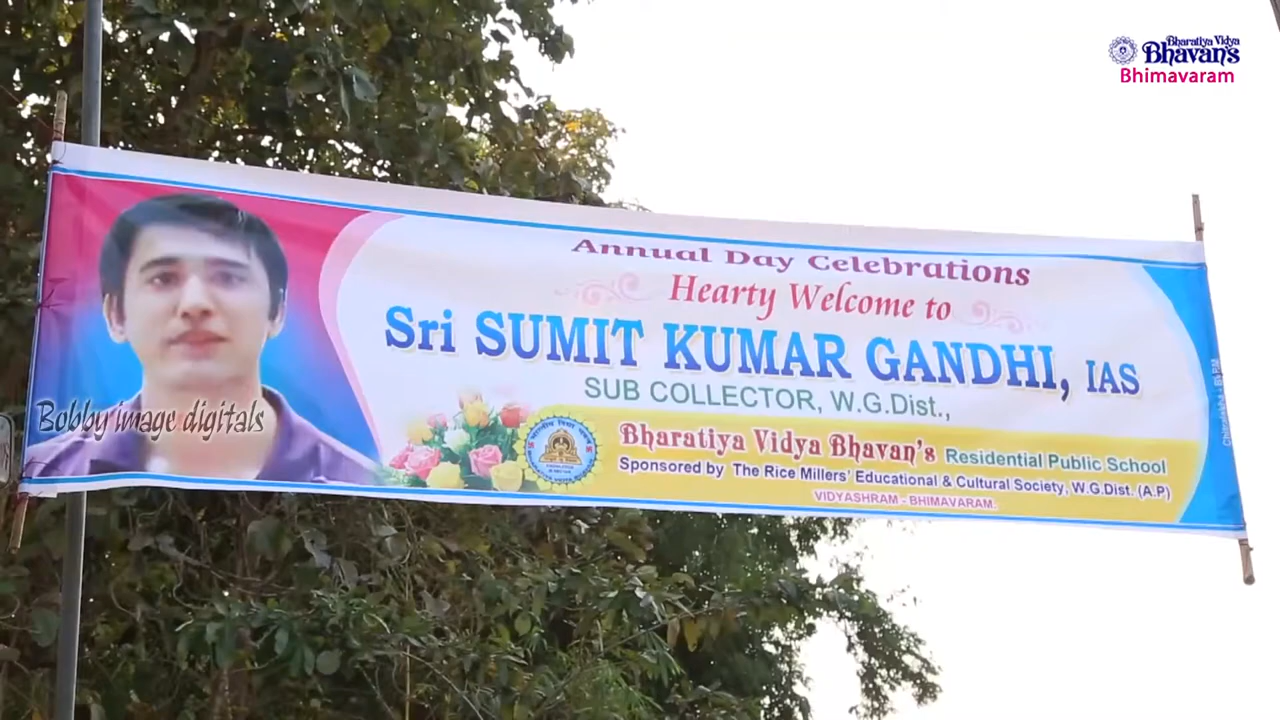 Bharatiya Vidya
Bhavan's
Bhimavaram
Annual Day Celebrations
Hearty Welcome to
Sri SUMIT KUMAR GANDHI, IAS
SUB COLLECTOR, W.G.Dist.,
Bharatiya Vidya Bhavan's Residential Public School
Sponsored by The Rice Millers' Educational & Cultural Society, W.G.Dist. (A.P)
VIDYASHRAM - BHIMAVARAM.
Bobby image digitals